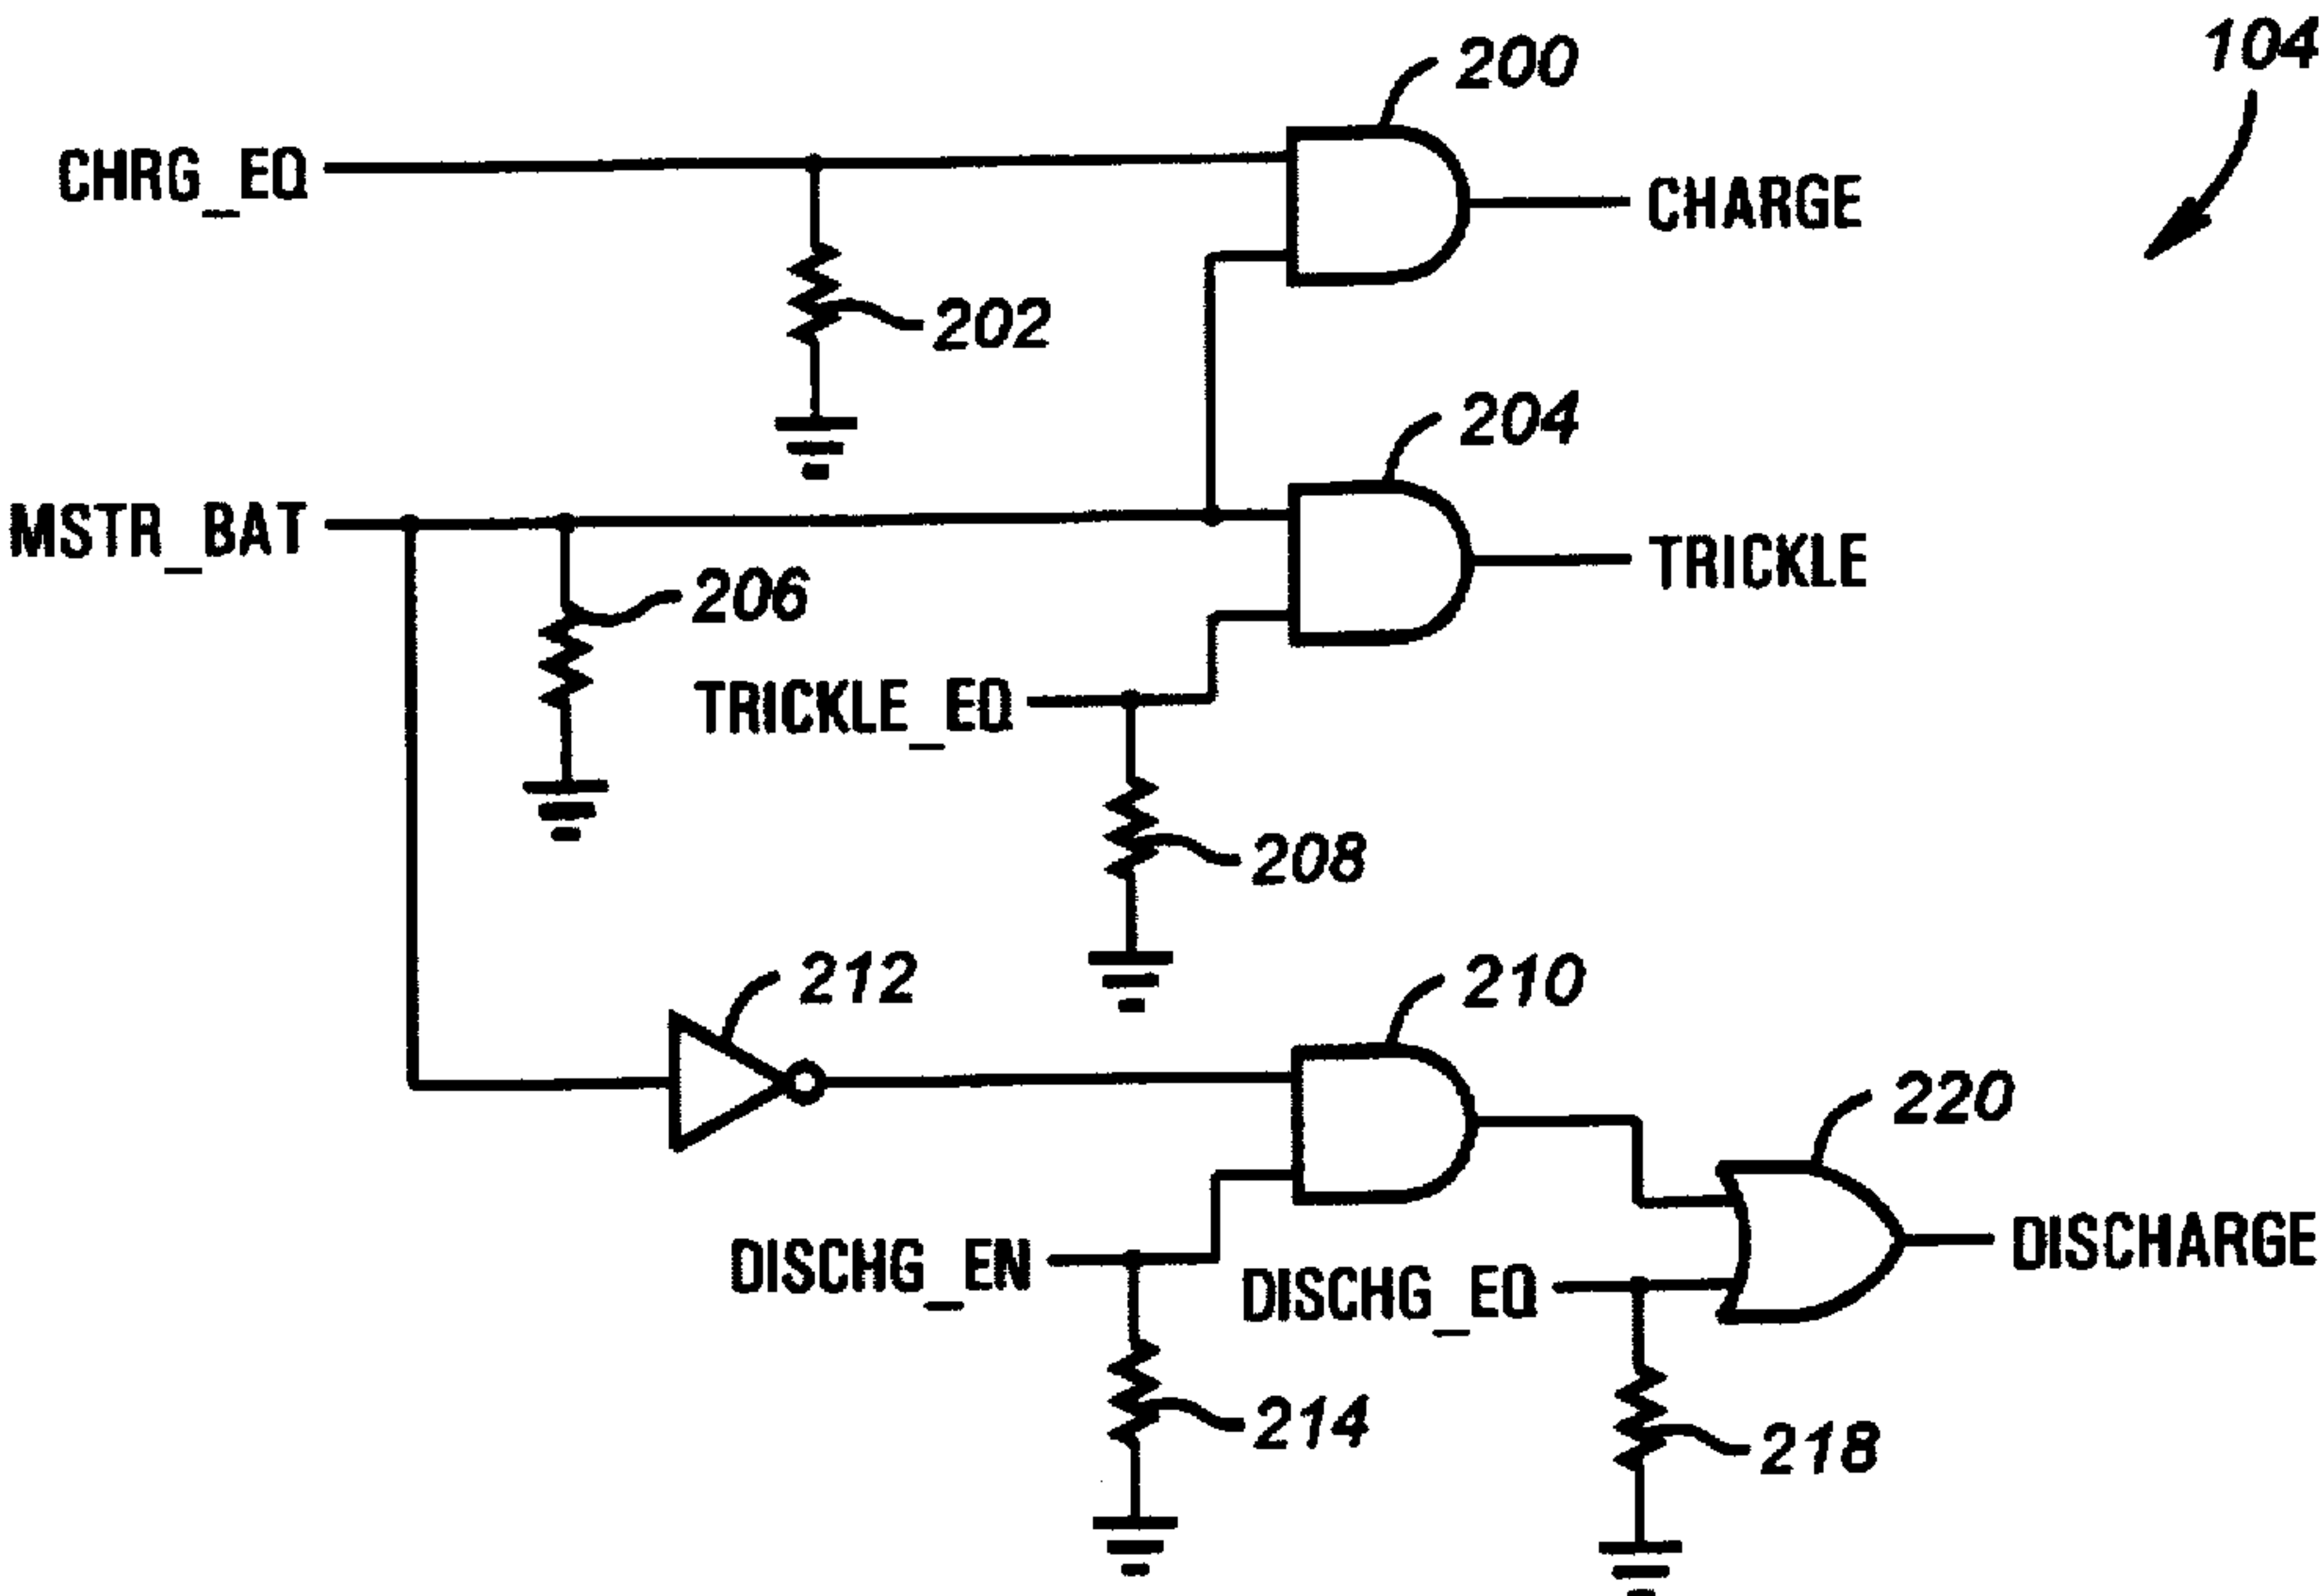 200
104
CHRG_EQ
CHARGE
202
204
MSTR_BAT
TRICKLE
206
TRICKLE_EQ
208
212
210
220
DISCHG_EN
DISCHG_EQ
DISCHARGE
214
218